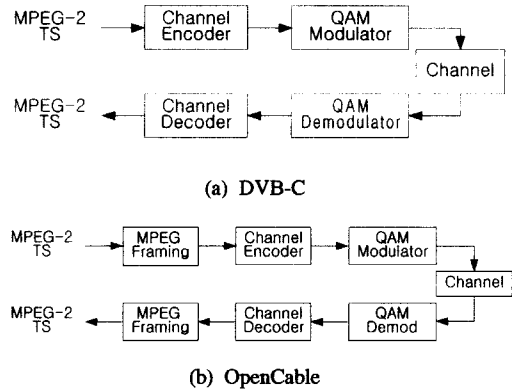 MPEG-2
TS
Channel
Encoder
QAM
Modulator
Channel
MPEG-2
TS
Channel
Decoder
QAM
Demodulator
(a) DVB-C
MPEG-2
TS
MPEG
Framing
Channel
Encoder
QAM
Modulator
Channel
MPEG-2
TS
MPEG
Framing
Channel
Decoder
QAM
Demod
(b) OpenCable